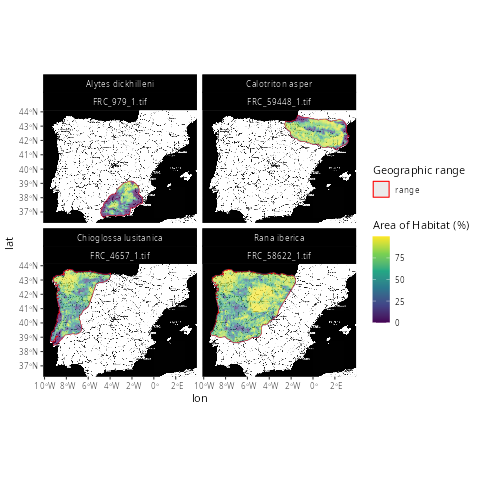 Alytes dickhilleni
FRC_979_1.tif
Calotriton asper
FRC_59448_1.tif
44°N
43°N
42°N
41°N
40°N
39°N
38°N
37°N
Chioglossa lusitanica
FRC_4657_1.tif
Rana iberica
FRC_58622_1.tif
44°N
43°N
42°N
41°N
40°N
39°N
38°N
37°N
10°W 8°W 6°W 4°W 2°W 0° 2°E
10°W 8°W 6°W 4°W 2°W 0° 2°E
lon
lat
Geographic range
range
Area of Habitat (%)
75
50
25
0